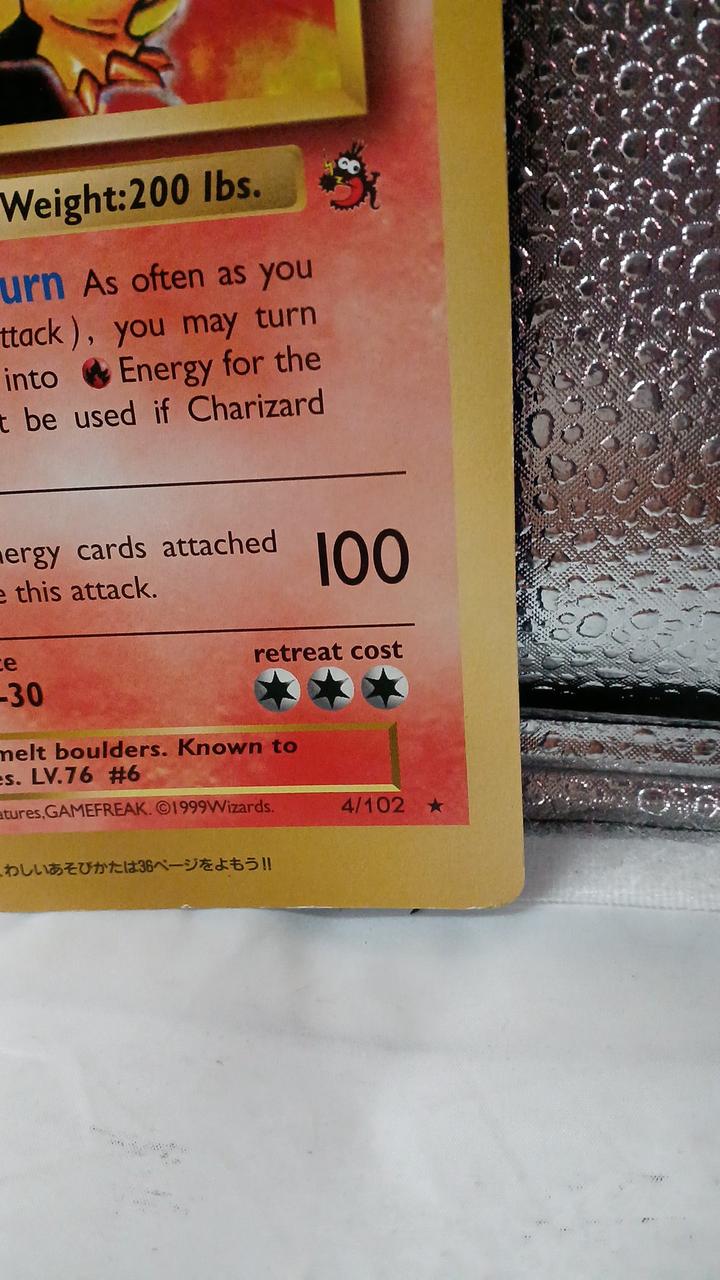 Weight:200 lbs.
urn As often as you
ttack), you may turn
into Energy for the
t be used if Charizard
nergy cards attached
e this attack.
100
ce
-30
retreat cost
melt boulders. Known to
es. LV.76 #6
atures,GAMEFREAK. ©1999Wizards.
4/102 ★
くわしいあそびかたは36ページをよもう!!